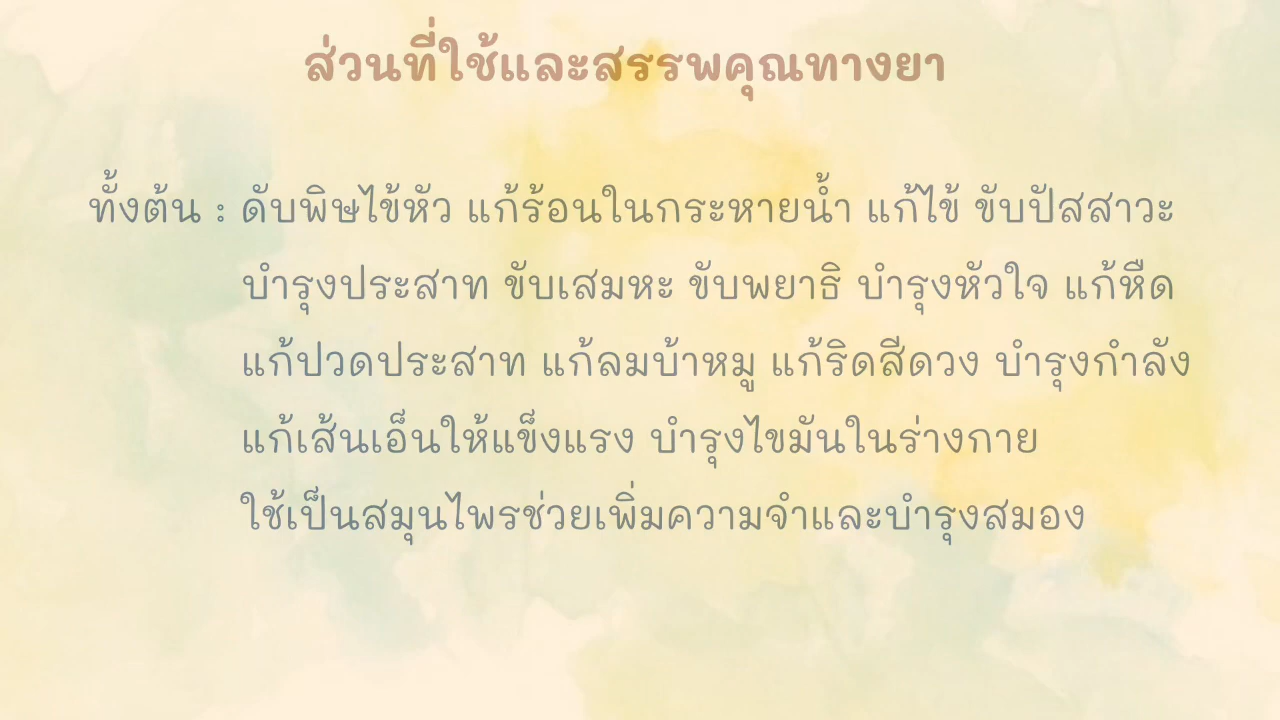 ส่วนที่ใช้และสรรพคุณทางยา
ทั้งต้น : ดับพิษไข้หัว แก้ร้อนในกระหายน้ำ แก้ไข้ ขับปัสสาวะ
บำรุงประสาท ขับเสมหะ ขับพยาธิ บำรุงหัวใจ แก้หืด
แก้ปวดประสาท แก้ลมบ้าหมู แก้ริดสีดวง บำรุงกำลัง
แก้เส้นเอ็นให้แข็งแรง บำรุงไขมันในร่างกาย
ใช้เป็นสมุนไพรช่วยเพิ่มความจำและบำรุงสมอง